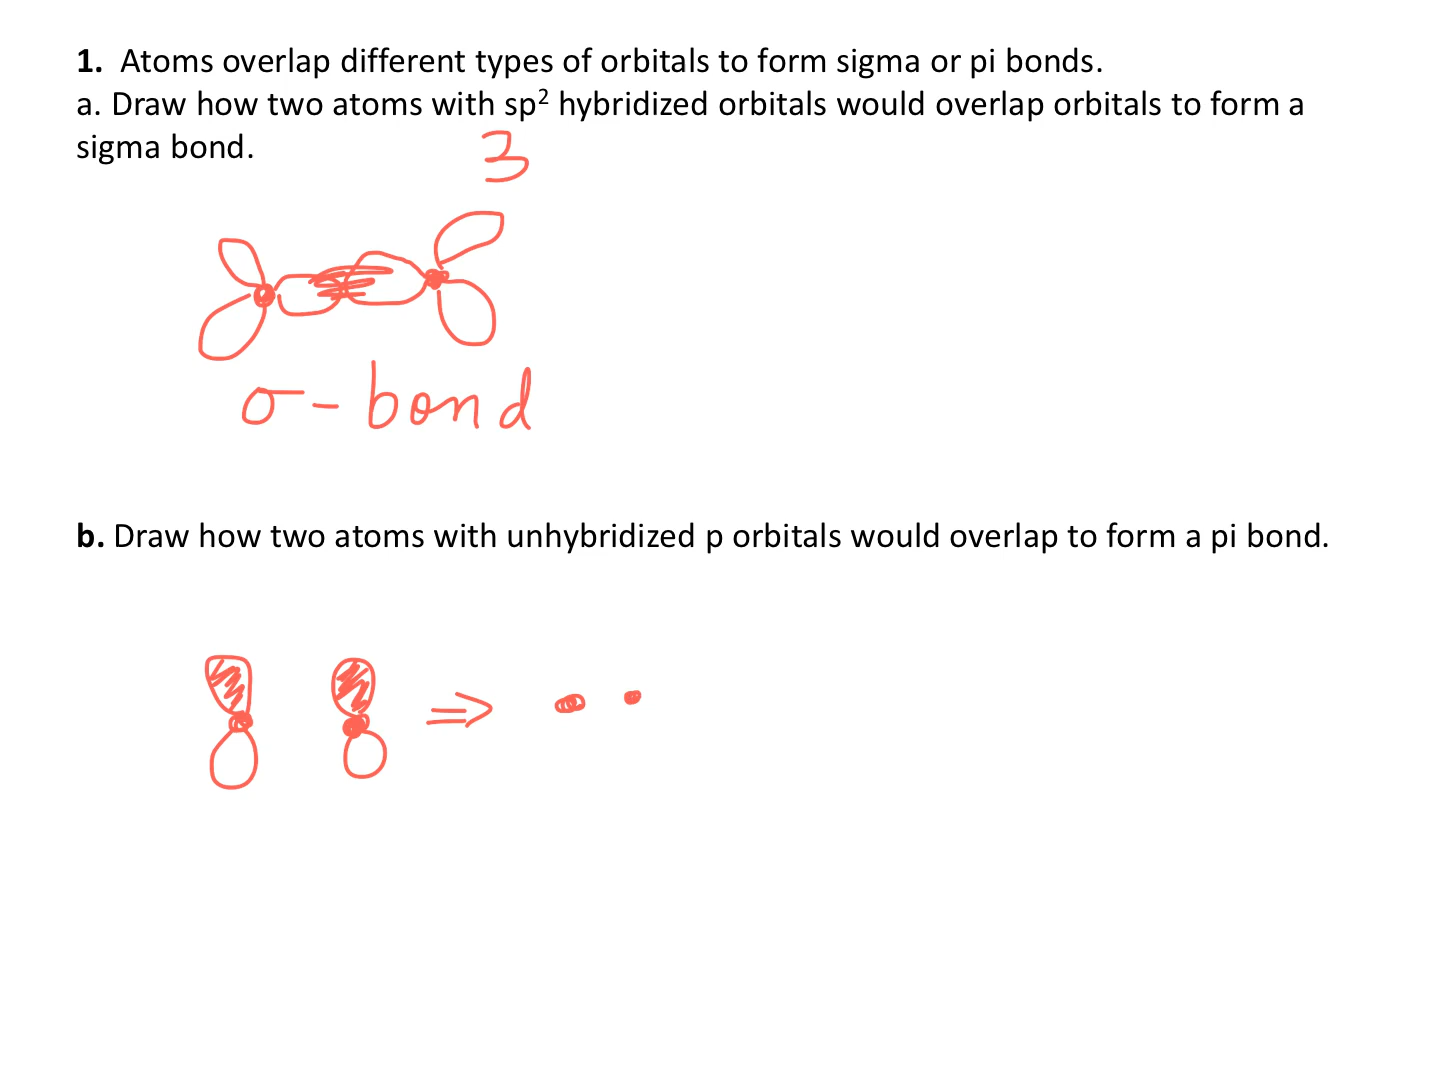 1. Atoms overlap different types of orbitals to form sigma or pi bonds.
a. Draw how two atoms with sp² hybridized orbitals would overlap orbitals to form a
sigma bond.
3
σ-bond
b. Draw how two atoms with unhybridized p orbitals would overlap to form a pi bond.
⇒